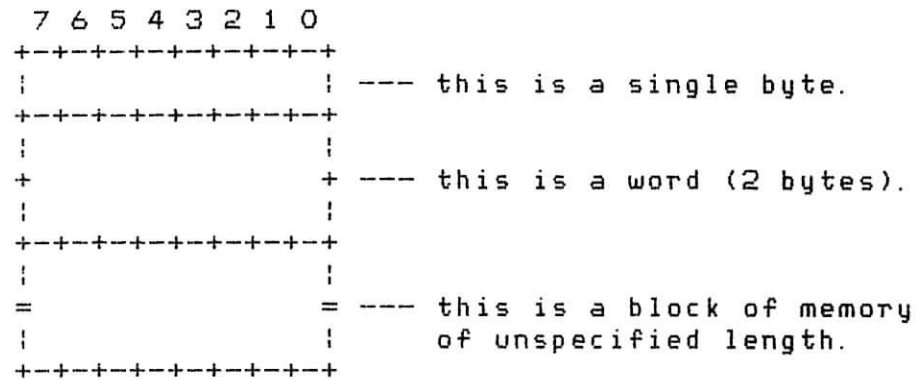 7 6 5 4 3 2 1 0
+-+-+-+-+-+-+-+-+
¦               ¦ --- this is a single byte.
+-+-+-+-+-+-+-+-+
¦               ¦
+               + --- this is a word (2 bytes).
¦               ¦
+-+-+-+-+-+-+-+-+
¦               ¦
=               = --- this is a block of memory
¦               ¦     of unspecified length.
+-+-+-+-+-+-+-+-+